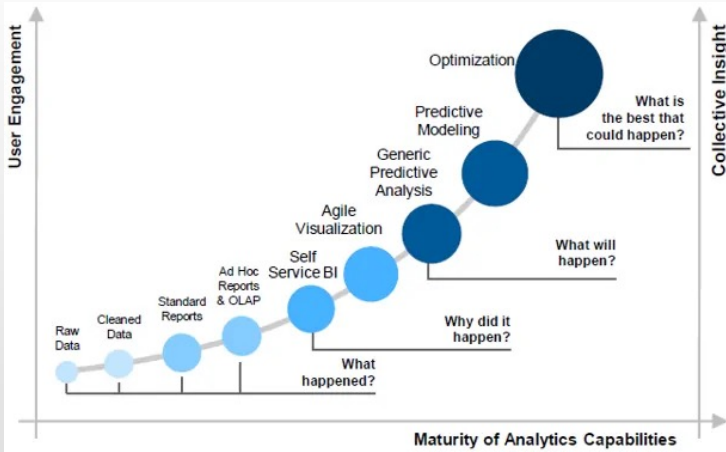 User Engagement
Collective Insight
Optimization
What is
the best that
could happen?
Predictive
Modeling
Generic
Predictive
Analysis
Agile
Visualization
What will
happen?
Self
Service BI
Ad Hoc
Reports
& OLAP
Standard
Reports
Cleaned
Data
Raw
Data
Why did it
happen?
What
happened?
Maturity of Analytics Capabilities